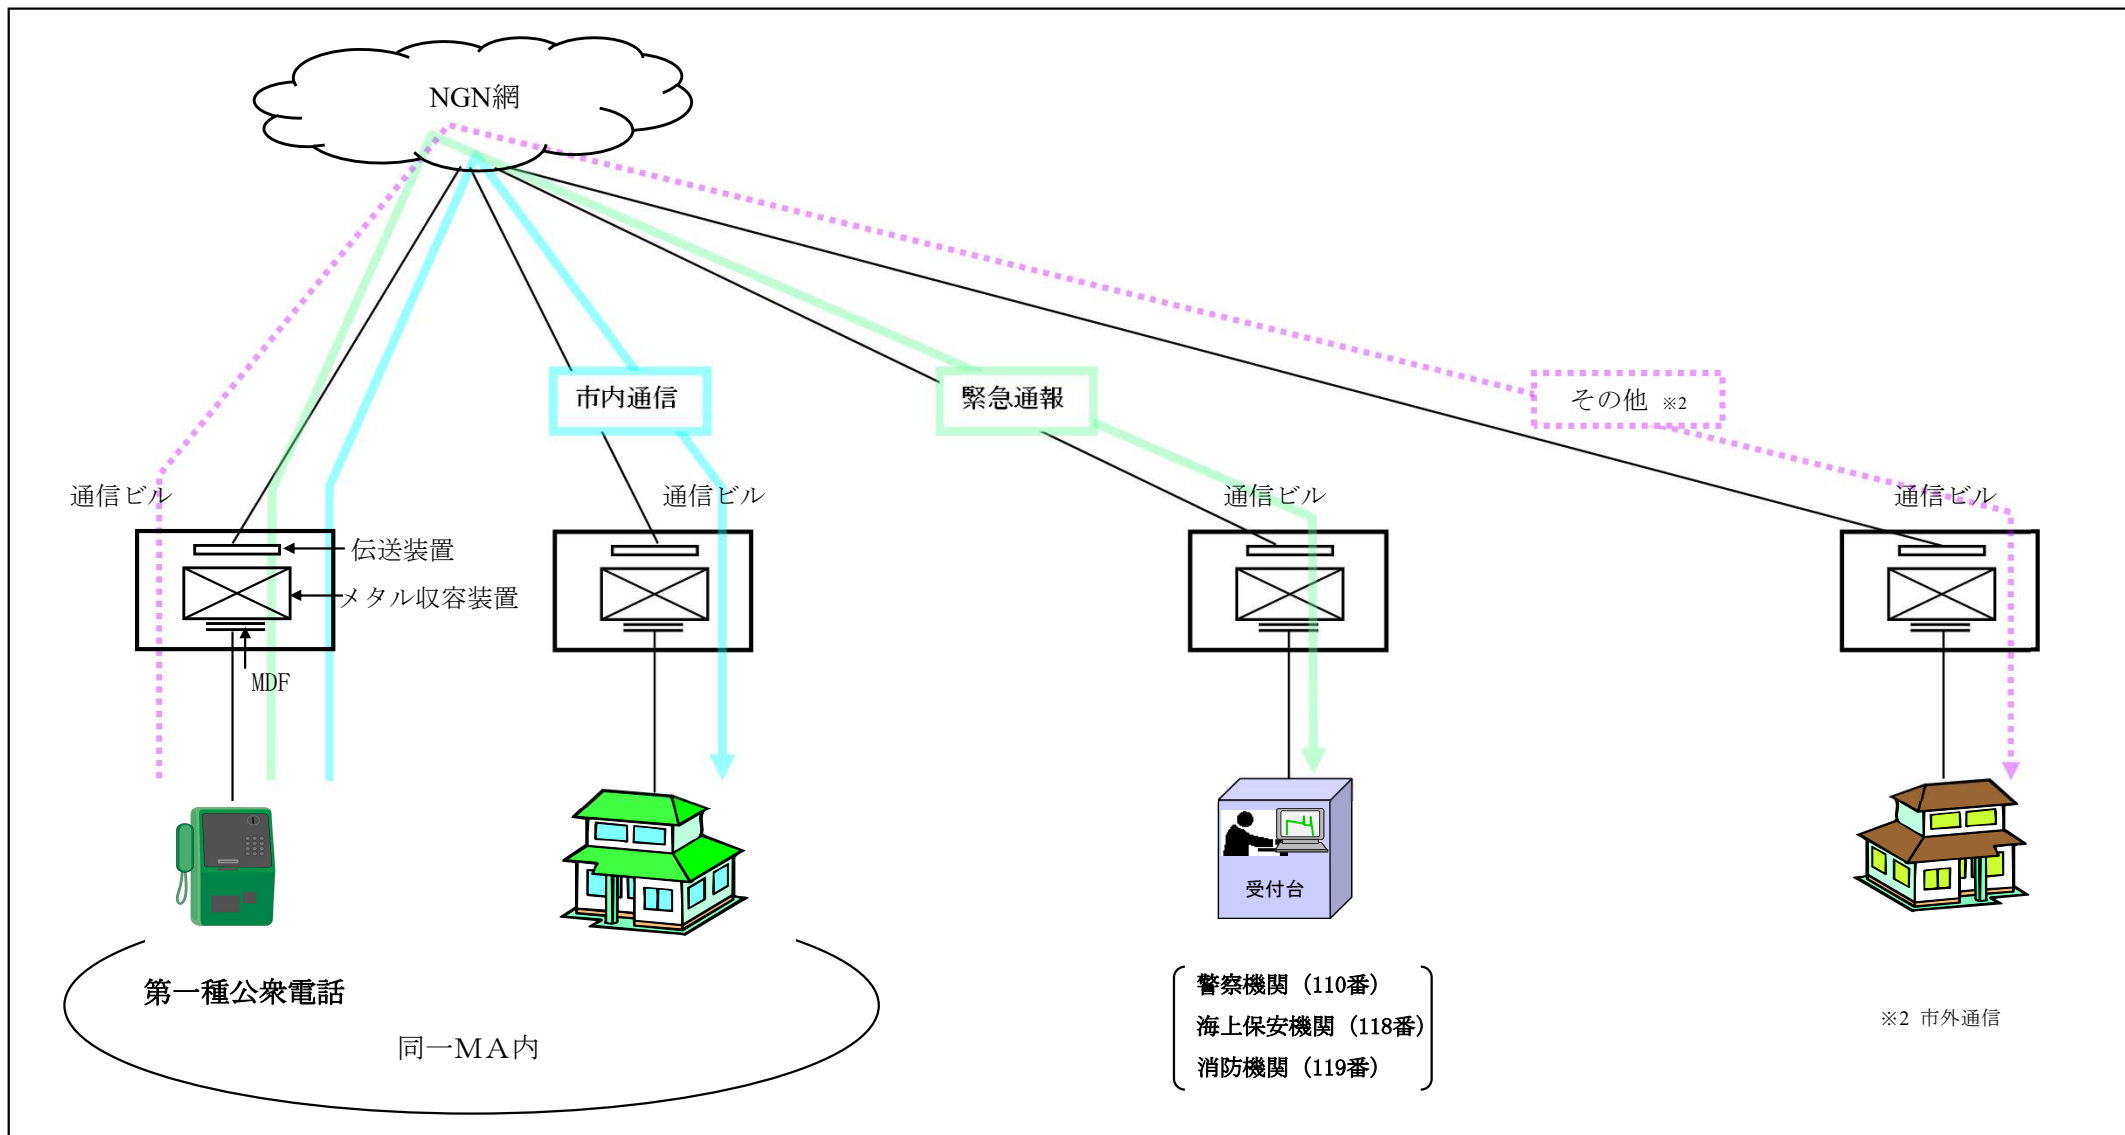 NGN網
市内通信
緊急通報
その他 ※2
通信ビル
通信ビル
通信ビル
通信ビル
伝送装置
メタル収容装置
MDF
受付台
第一種公衆電話
同一ＭＡ内
警察機関（110番）
海上保安機関（118番）
消防機関（119番）
※2 市外通信